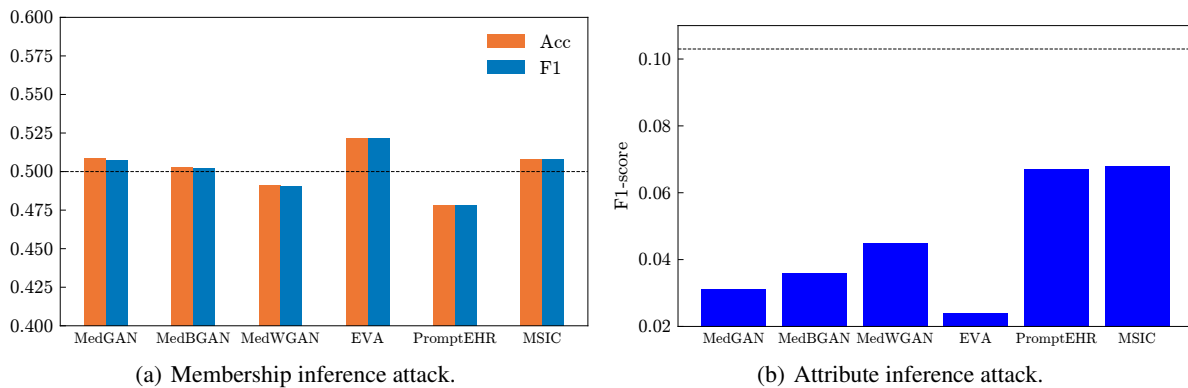 0.600
0.575
0.550
0.525
0.500
0.475
0.450
0.425
0.400
Acc
F1
MedGAN MedBGAN MedWGAN EVA PromptEHR MSIC
(a) Membership inference attack.
F1-score
0.10
0.08
0.06
0.04
0.02
MedGAN MedBGAN MedWGAN EVA PromptEHR MSIC
(b) Attribute inference attack.